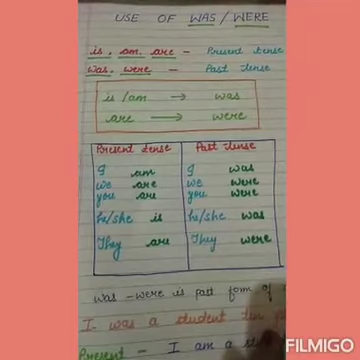 USE OF WAS / WERE
is, am, are - Present tense
was, were - Past tense
is / am → was
are → were
Present tense Past tense
I am I was
we are we were
you are you were
he/she is he/she was
They are They were
was - were is past form of
I was a student
Present - I am a
FILMIGO